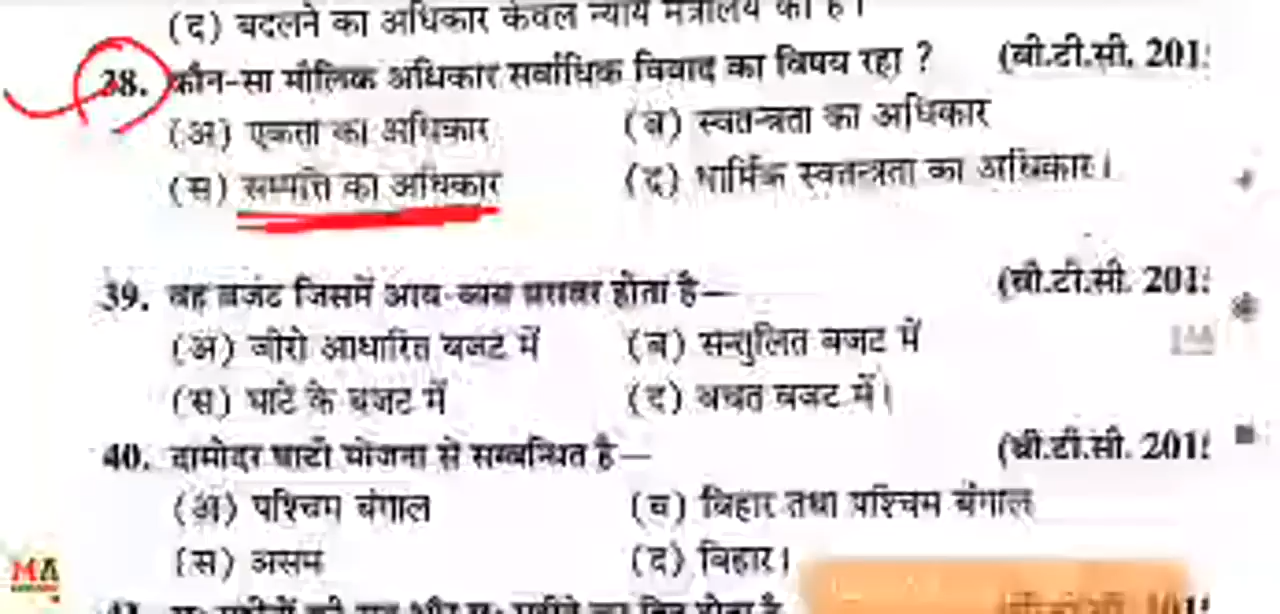 (द) बदलने का अधिकार केवल न्याय मंत्रालय को है।
38. कौन-सा मौलिक अधिकार सर्वाधिक विवाद का विषय रहा ? (बी.टी.सी. 201
(अ) एकता का अधिकार (ब) स्वतन्त्रता का अधिकार
(स) सम्पत्ति का अधिकार (द) धार्मिक स्वतन्त्रता का अधिकार।
39. वह बजट जिसमें आय-व्यय बराबर होता है— (बी.टी.सी. 201
(अ) जीरो आधारित बजट में (ब) सन्तुलित बजट में
(स) घाटे के बजट में (द) बचत बजट में।
40. दामोदर घाटी योजना से सम्बन्धित है— (बी.टी.सी. 201
(अ) पश्चिम बंगाल (ब) बिहार तथा पश्चिम बंगाल
(स) असम (द) बिहार।
MA